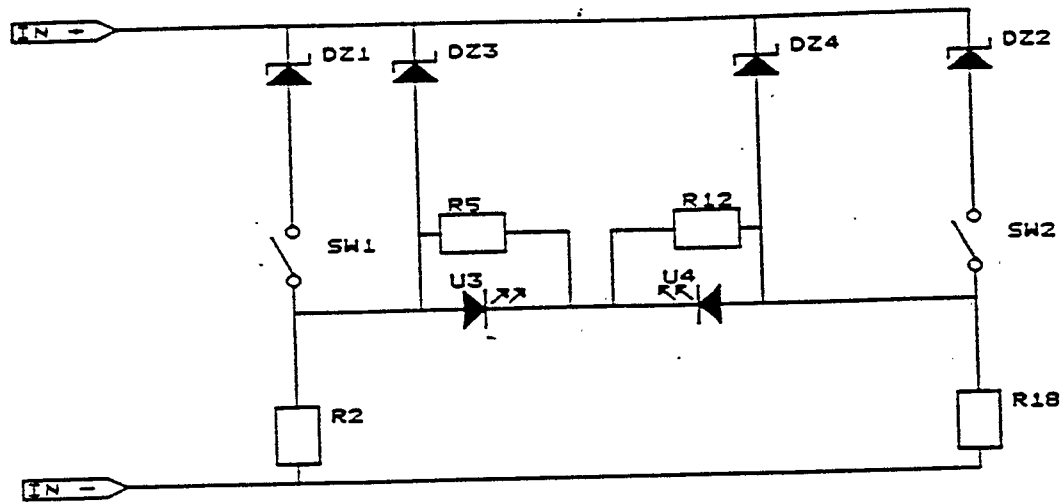 IN +
DZ1
DZ3
DZ4
DZ2
R5
R12
SW1
SW2
U3
U4
R2
R18
IN -